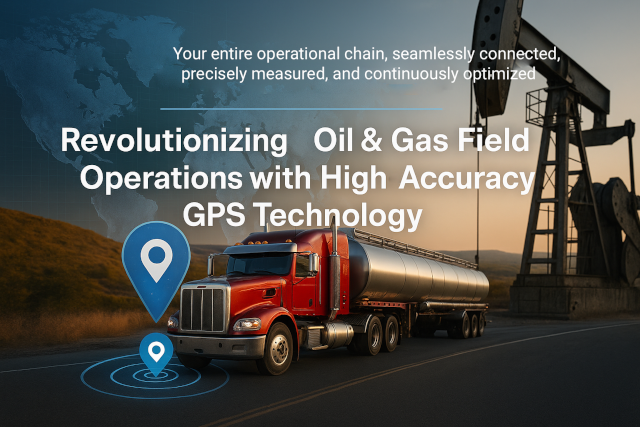 Your entire operational chain, seamlessly connected,
precisely measured, and continuously optimized
Revolutionizing Oil & Gas Field
Operations with High Accuracy
GPS Technology